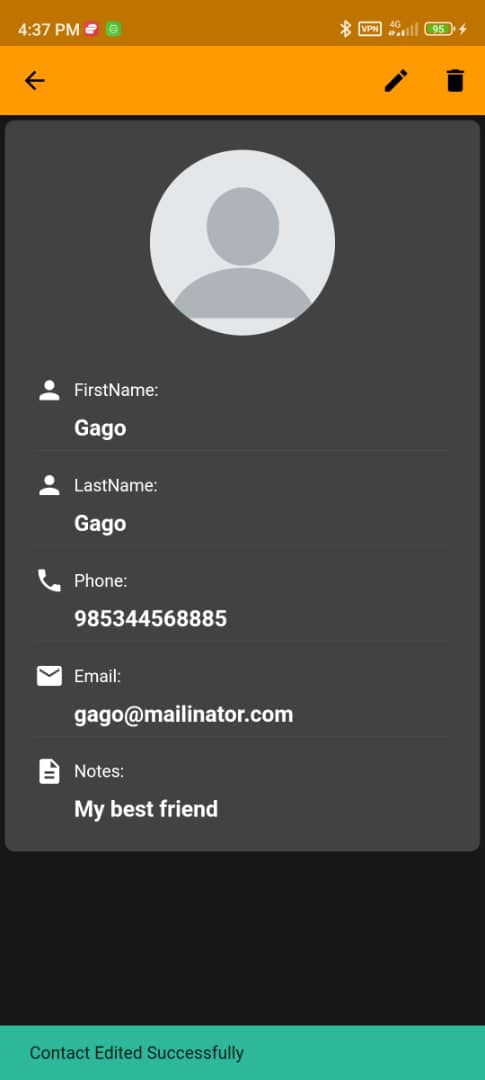 4:37 PM
VPN
4G
95
FirstName:
Gago
LastName:
Gago
Phone:
985344568885
Email:
gago@mailinator.com
Notes:
My best friend
Contact Edited Successfully